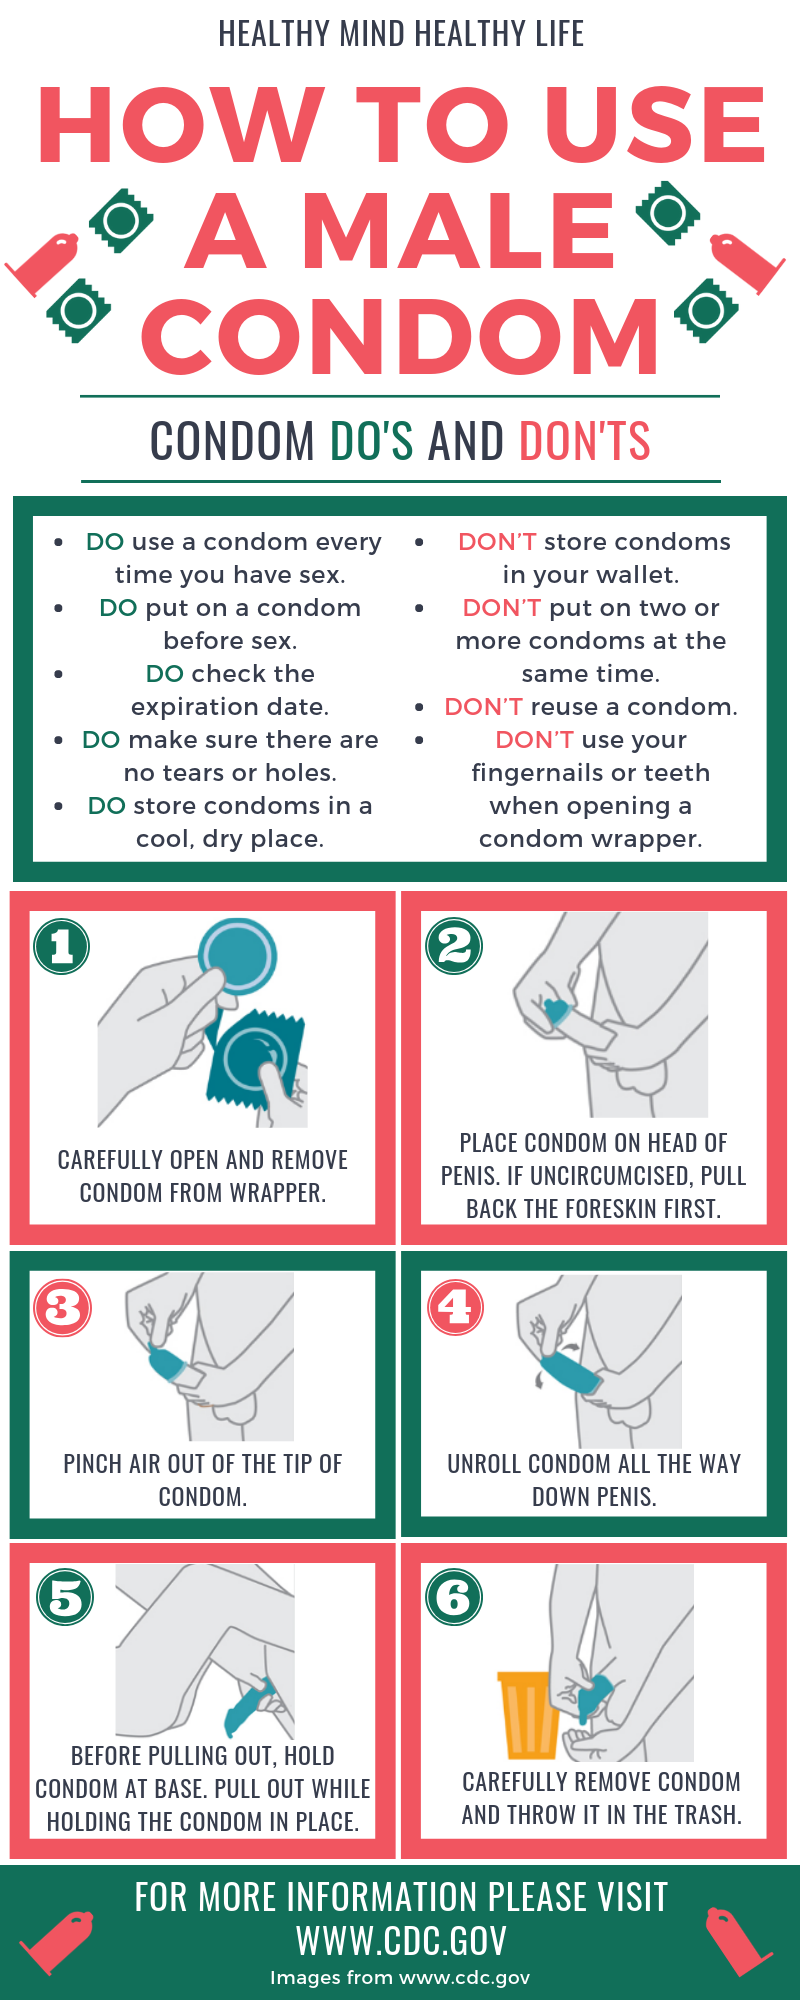 HEALTHY MIND HEALTHY LIFE
HOW TO USE
A MALE
CONDOM
CONDOM DO'S AND DON'TS
• DO use a condom every
time you have sex.
• DO put on a condom
before sex.
• DO check the
expiration date.
• DO make sure there are
no tears or holes.
• DO store condoms in a
cool, dry place.
• DON'T store condoms
in your wallet.
• DON'T put on two or
more condoms at the
same time.
• DON'T reuse a condom.
• DON'T use your
fingernails or teeth
when opening a
condom wrapper.
1
CAREFULLY OPEN AND REMOVE
CONDOM FROM WRAPPER.
2
PLACE CONDOM ON HEAD OF
PENIS. IF UNCIRCUMCISED, PULL
BACK THE FORESKIN FIRST.
3
PINCH AIR OUT OF THE TIP OF
CONDOM.
4
UNROLL CONDOM ALL THE WAY
DOWN PENIS.
5
BEFORE PULLING OUT, HOLD
CONDOM AT BASE. PULL OUT WHILE
HOLDING THE CONDOM IN PLACE.
6
CAREFULLY REMOVE CONDOM
AND THROW IT IN THE TRASH.
FOR MORE INFORMATION PLEASE VISIT
WWW.CDC.GOV
Images from www.cdc.gov